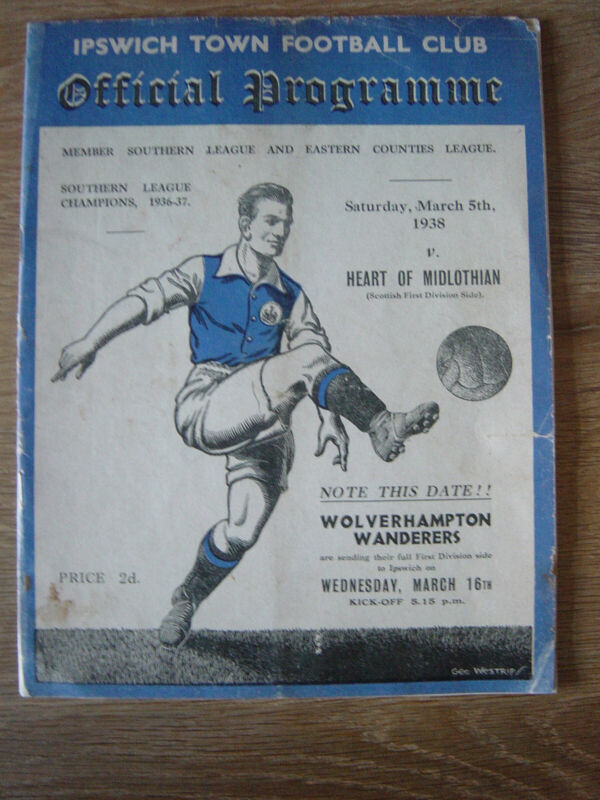 IPSWICH TOWN FOOTBALL CLUB
Official Programme
MEMBER SOUTHERN LEAGUE AND EASTERN COUNTIES LEAGUE.
SOUTHERN LEAGUE
CHAMPIONS, 1936-37.
Saturday, March 5th,
1938
v.
HEART OF MIDLOTHIAN
(Scottish First Division Side).
NOTE THIS DATE!!
WOLVERHAMPTON
WANDERERS
are sending their full First Division side
to Ipswich on
WEDNESDAY, MARCH 16TH
KICK-OFF 5.15 p.m.
PRICE 2d.
Geo Westrip